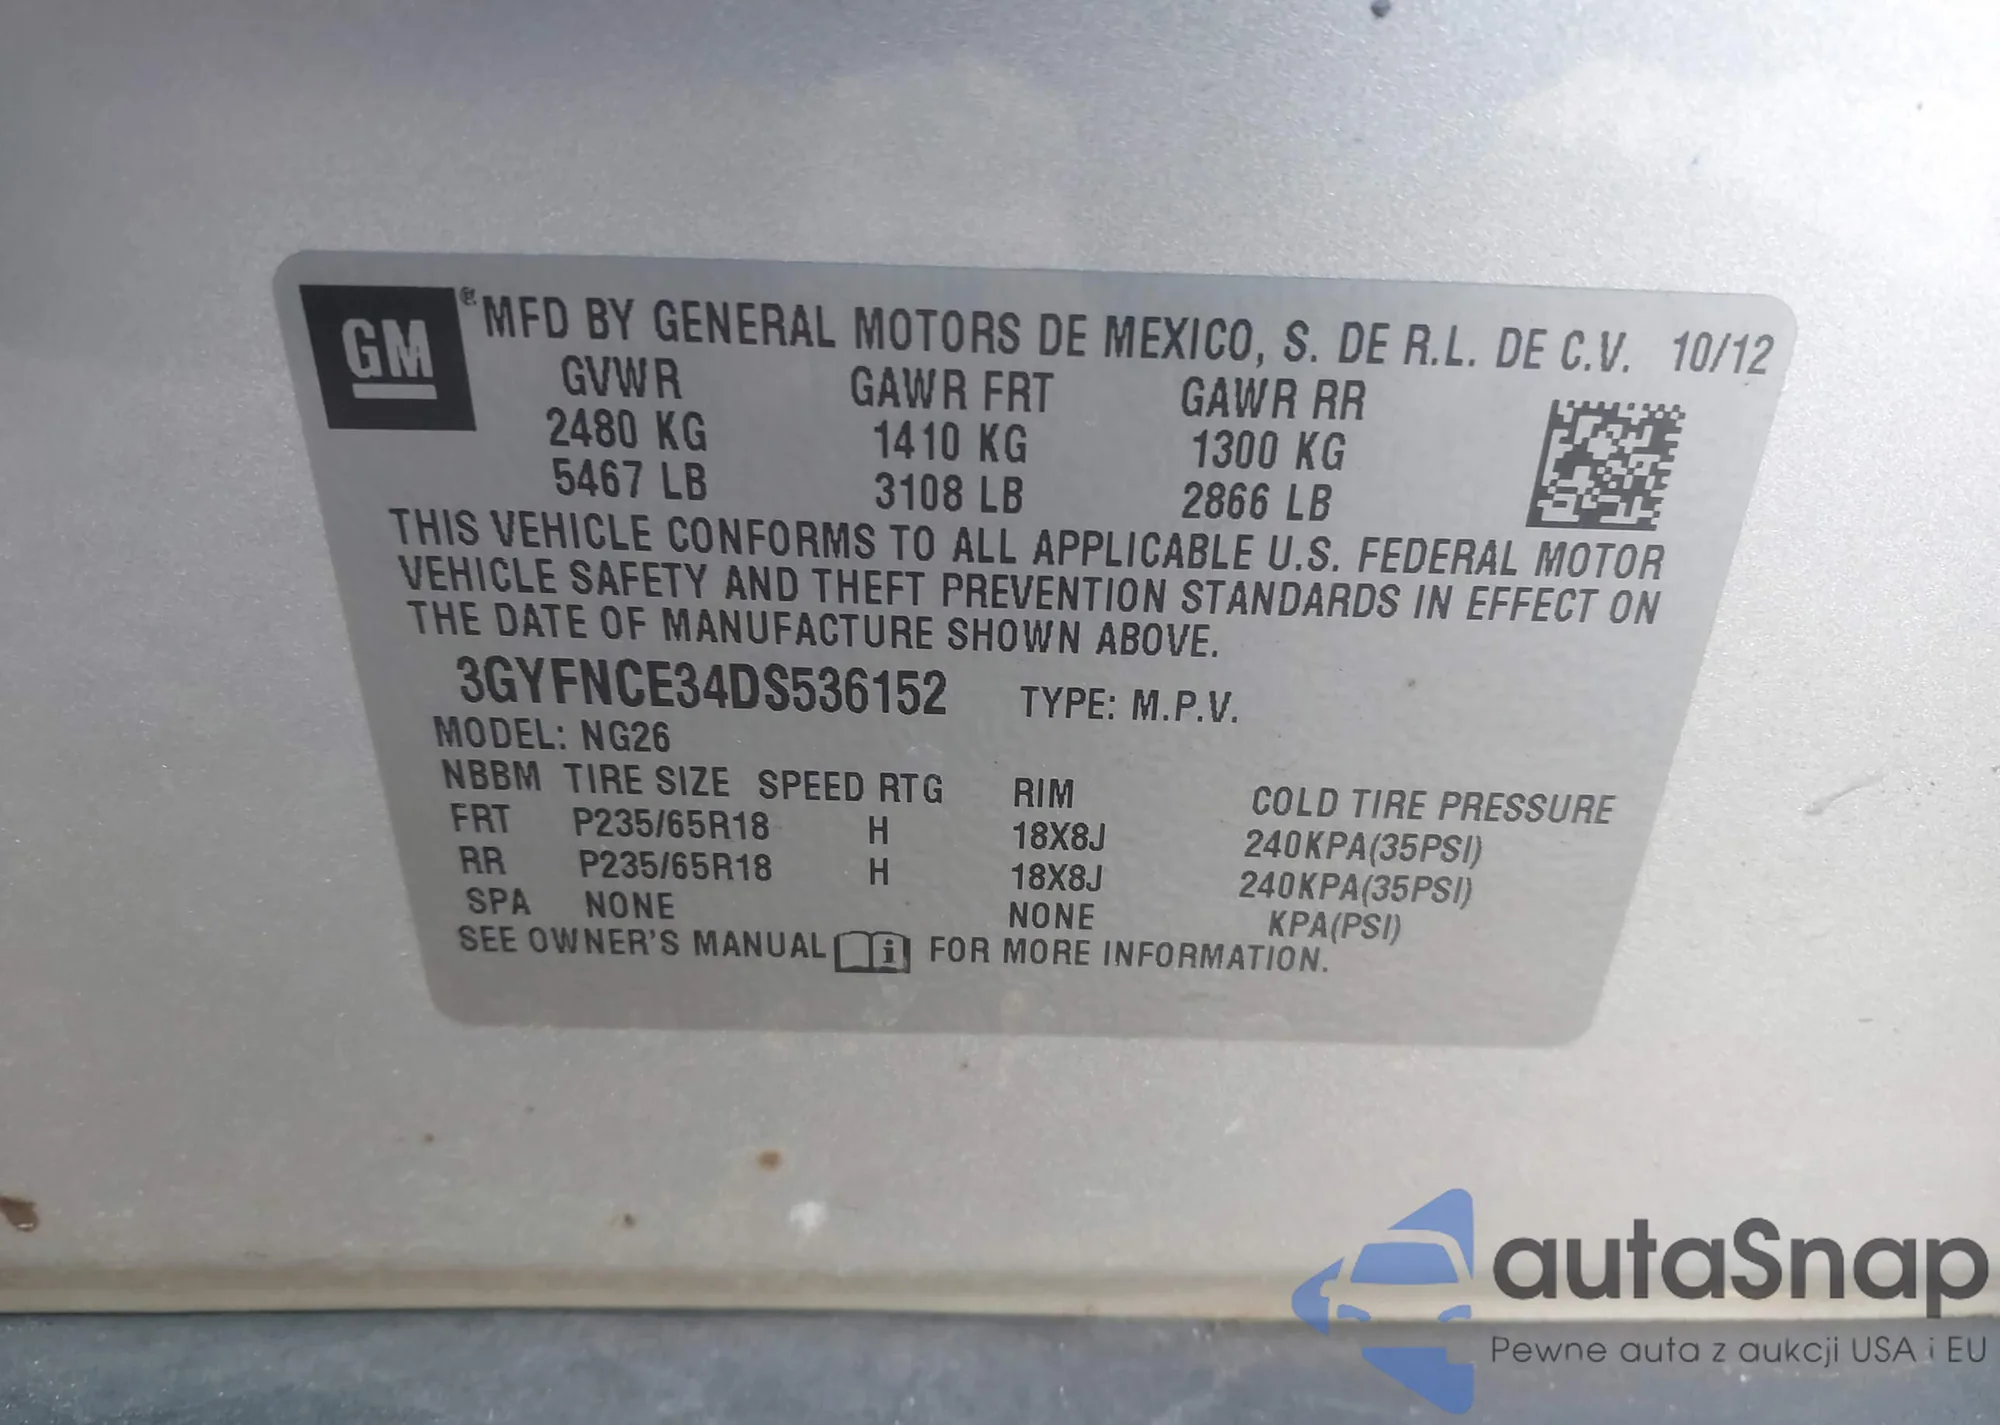 GM ® MFD BY GENERAL MOTORS DE MEXICO, S. DE R.L. DE C.V. 10/12
GVWR GAWR FRT GAWR RR
2480 KG 1410 KG 1300 KG
5467 LB 3108 LB 2866 LB
THIS VEHICLE CONFORMS TO ALL APPLICABLE U.S. FEDERAL MOTOR
VEHICLE SAFETY AND THEFT PREVENTION STANDARDS IN EFFECT ON
THE DATE OF MANUFACTURE SHOWN ABOVE.
3GYFNCE34DS536152 TYPE: M.P.V.
MODEL: NG26
NBBM TIRE SIZE SPEED RTG RIM COLD TIRE PRESSURE
FRT P235/65R18 H 18X8J 240KPA(35PSI)
RR P235/65R18 H 18X8J 240KPA(35PSI)
SPA NONE NONE KPA(PSI)
SEE OWNER'S MANUAL i FOR MORE INFORMATION.
autaSnap
Pewne auta z aukcji USA i EU